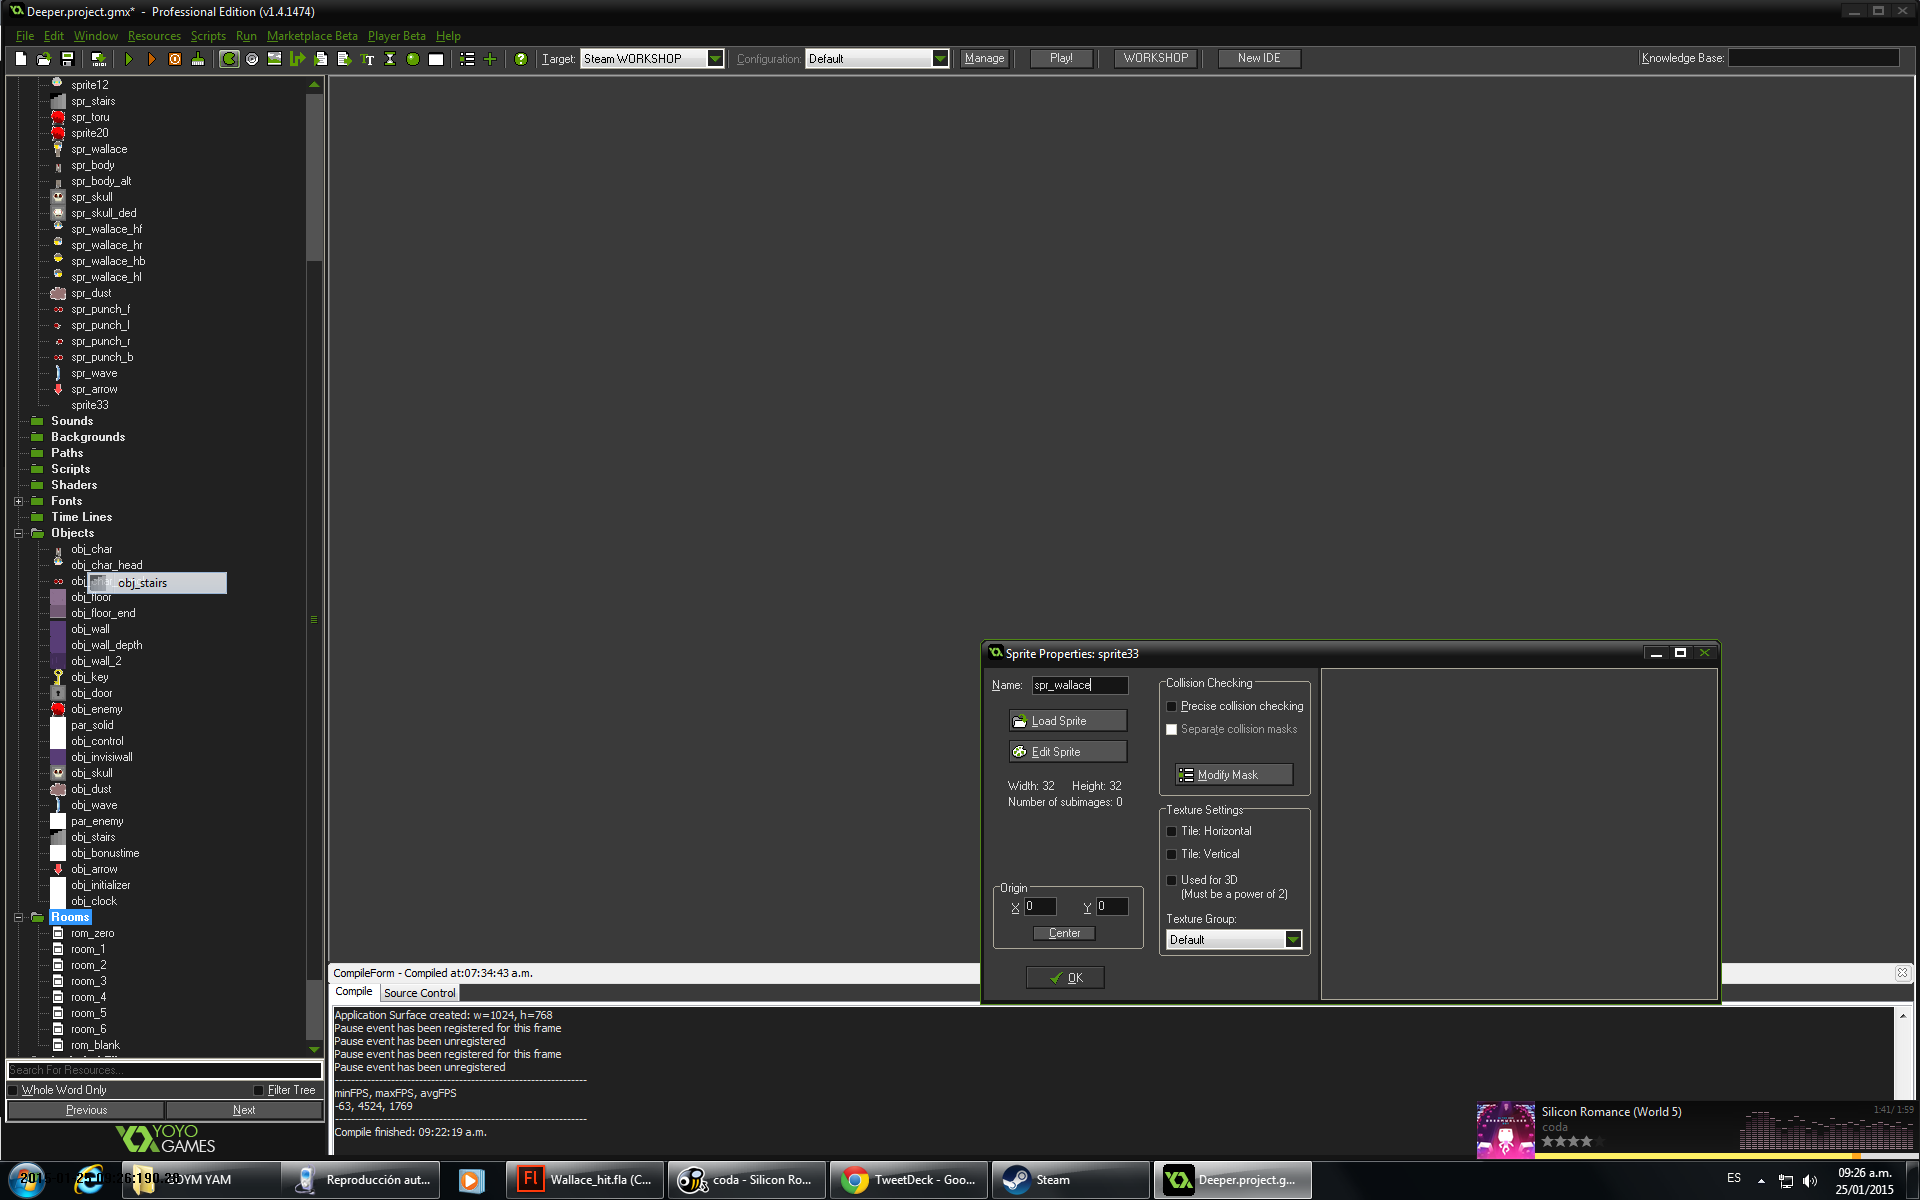 Deeper.project.gmx* - Professional Edition (v1.4.1474)
File Edit Window Resources Scripts Run Marketplace Beta Player Beta Help
Target: Steam WORKSHOP Configuration: Default Manage Play! WORKSHOP New IDE Knowledge Base:
sprite12
spr_stairs
spr_toru
sprite20
spr_wallace
spr_body
spr_body_alt
spr_skull
spr_skull_ded
spr_wallace_hf
spr_wallace_hr
spr_wallace_hb
spr_wallace_hl
spr_dust
spr_punch_f
spr_punch_l
spr_punch_r
spr_punch_b
spr_wave
spr_arrow
sprite33
Sounds
Backgrounds
Paths
Scripts
Shaders
Fonts
Time Lines
Objects
obj_char
obj_char_head
obj_stairs
obj_floor
obj_floor_end
obj_wall
obj_wall_depth
obj_wall_2
obj_key
obj_door
obj_enemy
par_solid
obj_control
obj_invisiwall
obj_skull
obj_dust
obj_wave
par_enemy
obj_stairs
obj_bonustime
obj_arrow
obj_initializer
obj_clock
Rooms
rom_zero
room_1
room_2
room_3
room_4
room_5
room_6
rom_blank
Search For Resources...
Whole Word Only Filter Tree
Previous Next
YOYO
GAMES
Sprite Properties: sprite33
Name: spr_wallace
Load Sprite
Edit Sprite
Width: 32 Height: 32
Number of subimages: 0
Origin
X 0 Y 0
Center
OK
Collision Checking
Precise collision checking
Separate collision masks
Modify Mask
Texture Settings
Tile: Horizontal
Tile: Vertical
Used for 3D
(Must be a power of 2)
Texture Group:
Default
CompileForm - Compiled at:07:34:43 a.m.
Compile Source Control
Application Surface created: w=1024, h=768
Pause event has been registered for this frame
Pause event has been unregistered
Pause event has been registered for this frame
Pause event has been unregistered
minFPS, maxFPS, avgFPS
-63, 4524, 1769
Compile finished: 09:22:19 a.m.
Silicon Romance (World 5) 1:41/ 1:59
coda
YAM
Reproducción aut...
Wallace_hit.fla (C...
coda - Silicon Ro...
TweetDeck - Goo...
Steam
Deeper.project.g...
ES
09:26 a.m.
25/01/2015